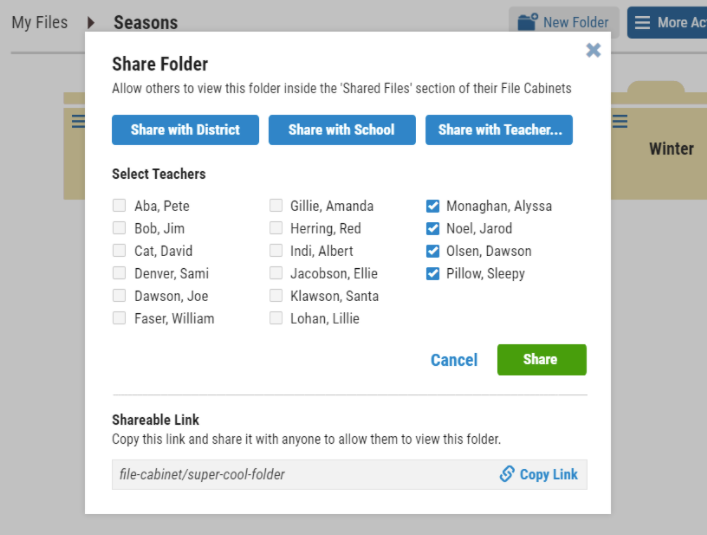 My Files Seasons
New Folder
More Ac
Share Folder
Allow others to view this folder inside the 'Shared Files' section of their File Cabinets
Share with District Share with School Share with Teacher...
Select Teachers
Aba, Pete Gillie, Amanda Monaghan, Alyssa
Bob, Jim Herring, Red Noel, Jarod
Cat, David Indi, Albert Olsen, Dawson
Denver, Sami Jacobson, Ellie Pillow, Sleepy
Dawson, Joe Klawson, Santa
Faser, William Lohan, Lillie
Winter
Cancel Share
Shareable Link
Copy this link and share it with anyone to allow them to view this folder.
file-cabinet/super-cool-folder Copy Link